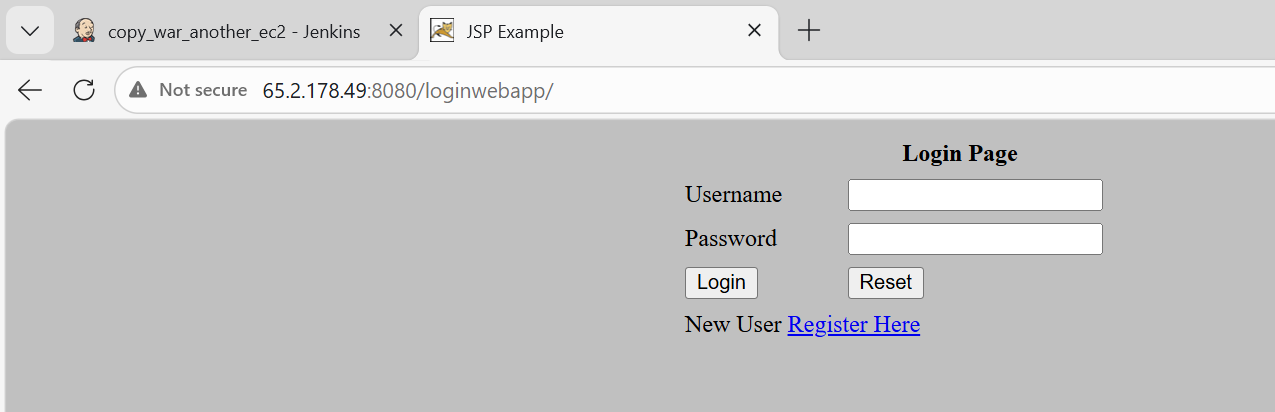 copy_war_another_ec2 - Jenkins
JSP Example
Not secure 65.2.178.49:8080/loginwebapp/
Login Page
Username
Password
Login Reset
New User Register Here